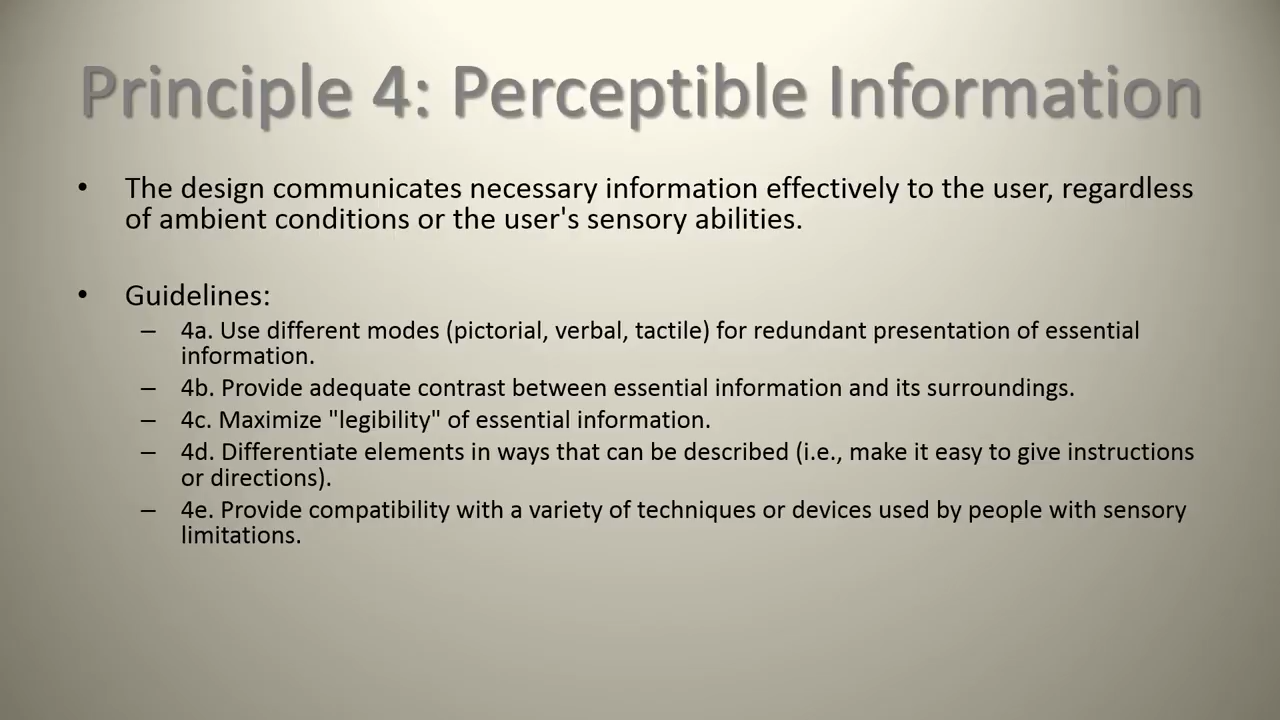 Principle 4: Perceptible Information
• The design communicates necessary information effectively to the user, regardless
of ambient conditions or the user's sensory abilities.
• Guidelines:
– 4a. Use different modes (pictorial, verbal, tactile) for redundant presentation of essential
information.
– 4b. Provide adequate contrast between essential information and its surroundings.
– 4c. Maximize "legibility" of essential information.
– 4d. Differentiate elements in ways that can be described (i.e., make it easy to give instructions
or directions).
– 4e. Provide compatibility with a variety of techniques or devices used by people with sensory
limitations.